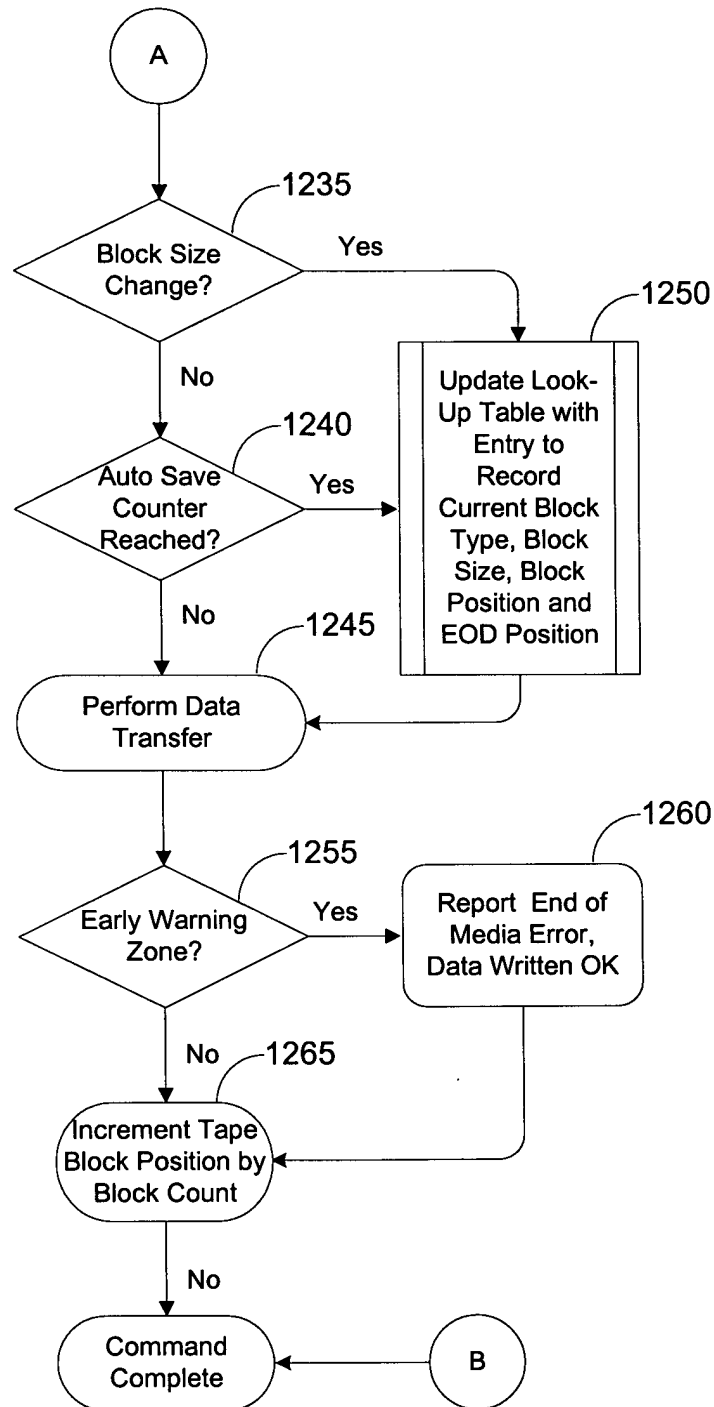 A
1235
Block Size
Change?
Yes
1250
No
Update Look-
Up Table with
Entry to
Record
Current Block
Type, Block
Size, Block
Position and
EOD Position
1240
Auto Save
Counter
Reached?
Yes
No
1245
Perform Data
Transfer
1260
1255
Early Warning
Zone?
Yes
Report End of
Media Error,
Data Written OK
No
1265
Increment Tape
Block Position by
Block Count
No
Command
Complete
B